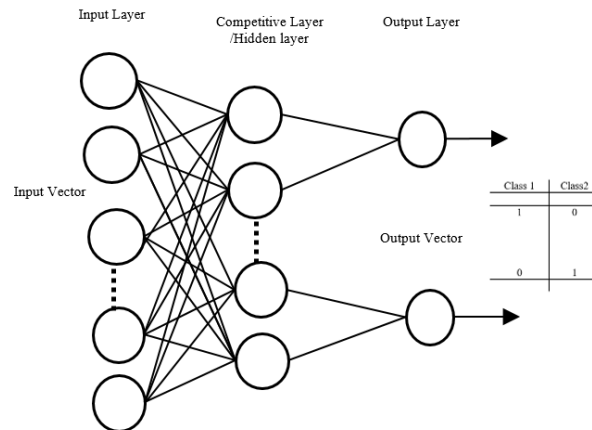 Input Layer
Competitive Layer
/Hidden layer
Output Layer
Input Vector
Output Vector
Class 1 Class2
1 0
0 1